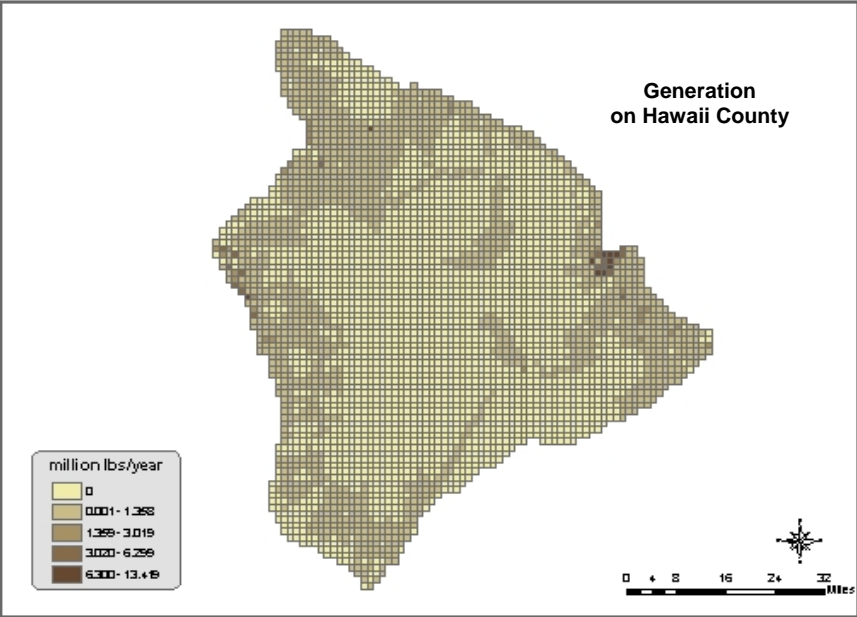 Generation
on Hawaii County
million lbs/year
0
0.001 - 1.358
1.359 - 3.019
3.020 - 6.299
6.300 - 13.419
0 4 8 16 24 32
Miles